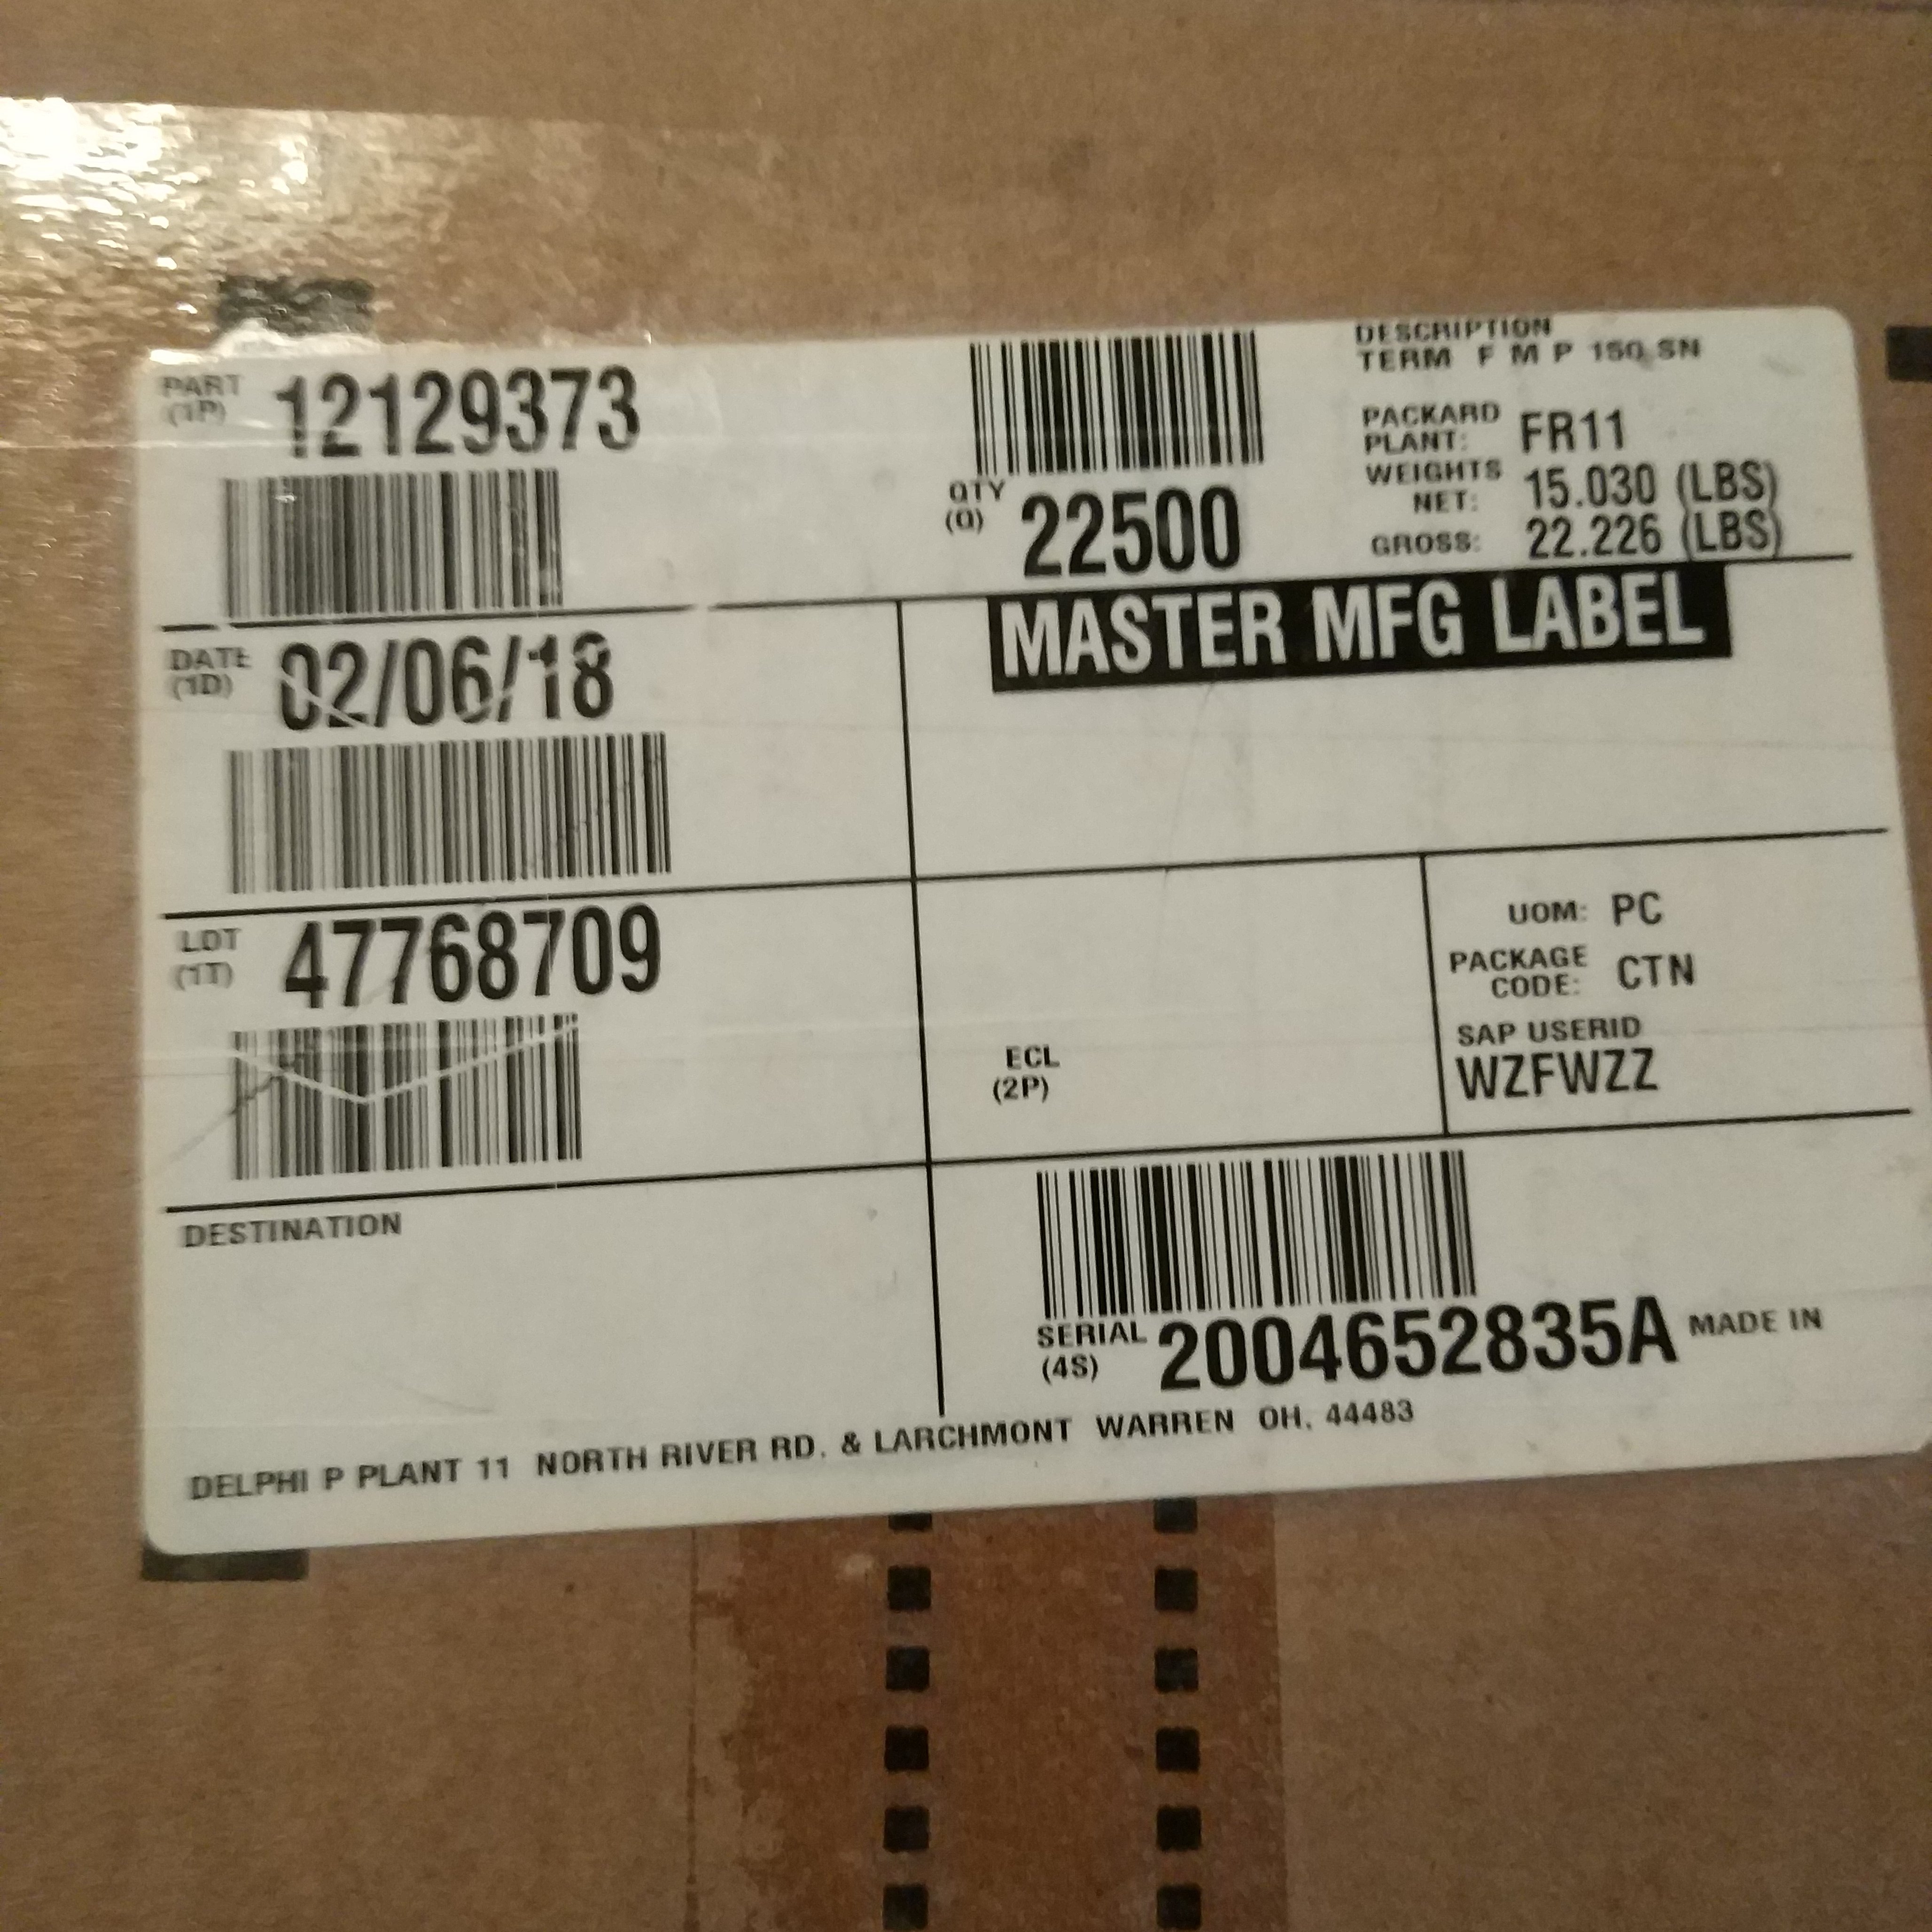 PART
(1P) 12129373
QTY
(Q) 22500
DESCRIPTION
TERM F M P 150 SN
PACKARD
PLANT: FR11
WEIGHTS
NET: 15.030 (LBS)
GROSS: 22.226 (LBS)
MASTER MFG LABEL
DATE
(1D) 02/06/18
LOT
(1T) 47768709
ECL
(2P)
UOM: PC
PACKAGE
CODE: CTN
SAP USERID
WZFWZZ
DESTINATION
SERIAL
(4S) 2004652835A MADE IN
DELPHI P PLANT 11 NORTH RIVER RD. & LARCHMONT WARREN OH. 44483